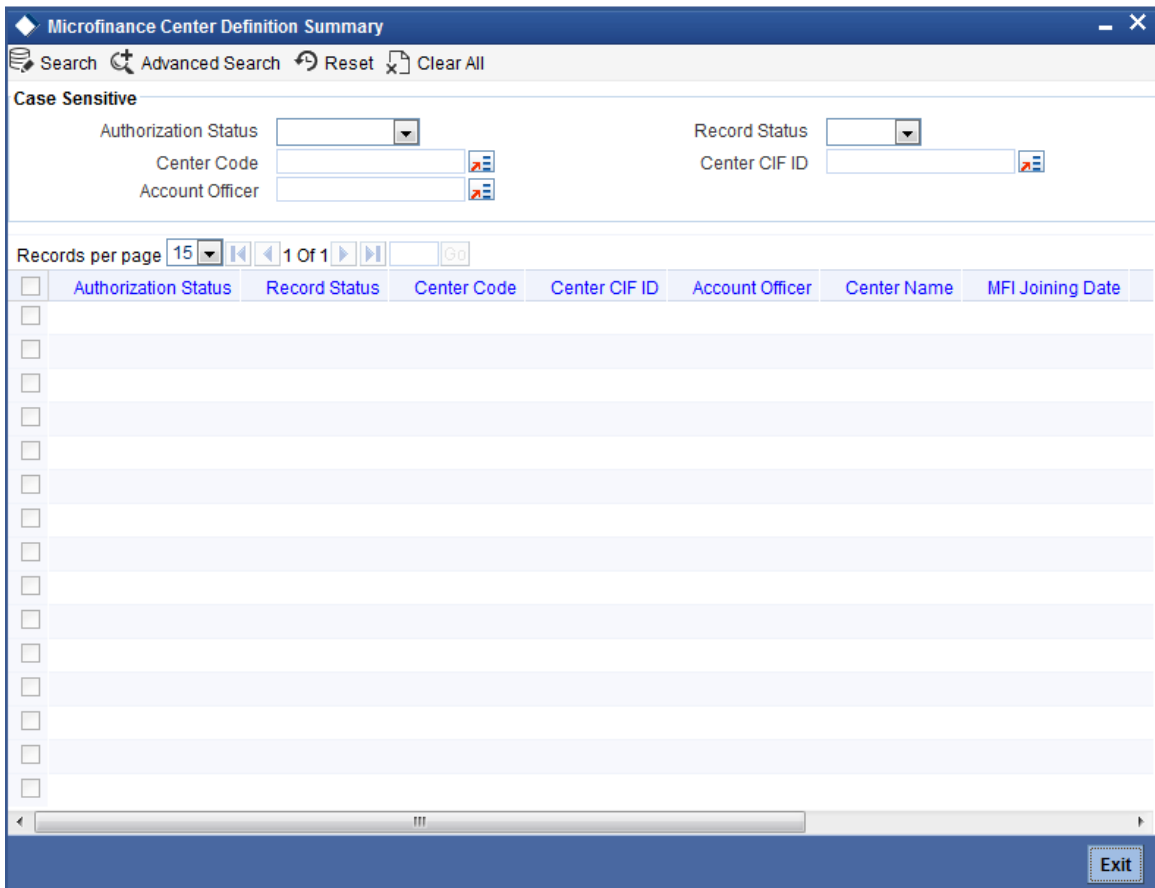 Microfinance Center Definition Summary
Search Advanced Search Reset Clear All
Case Sensitive
Authorization Status Record Status
Center Code Center CIF ID
Account Officer
Records per page 15 1 Of 1 Go
Authorization Status Record Status Center Code Center CIF ID Account Officer Center Name MFI Joining Date
Exit